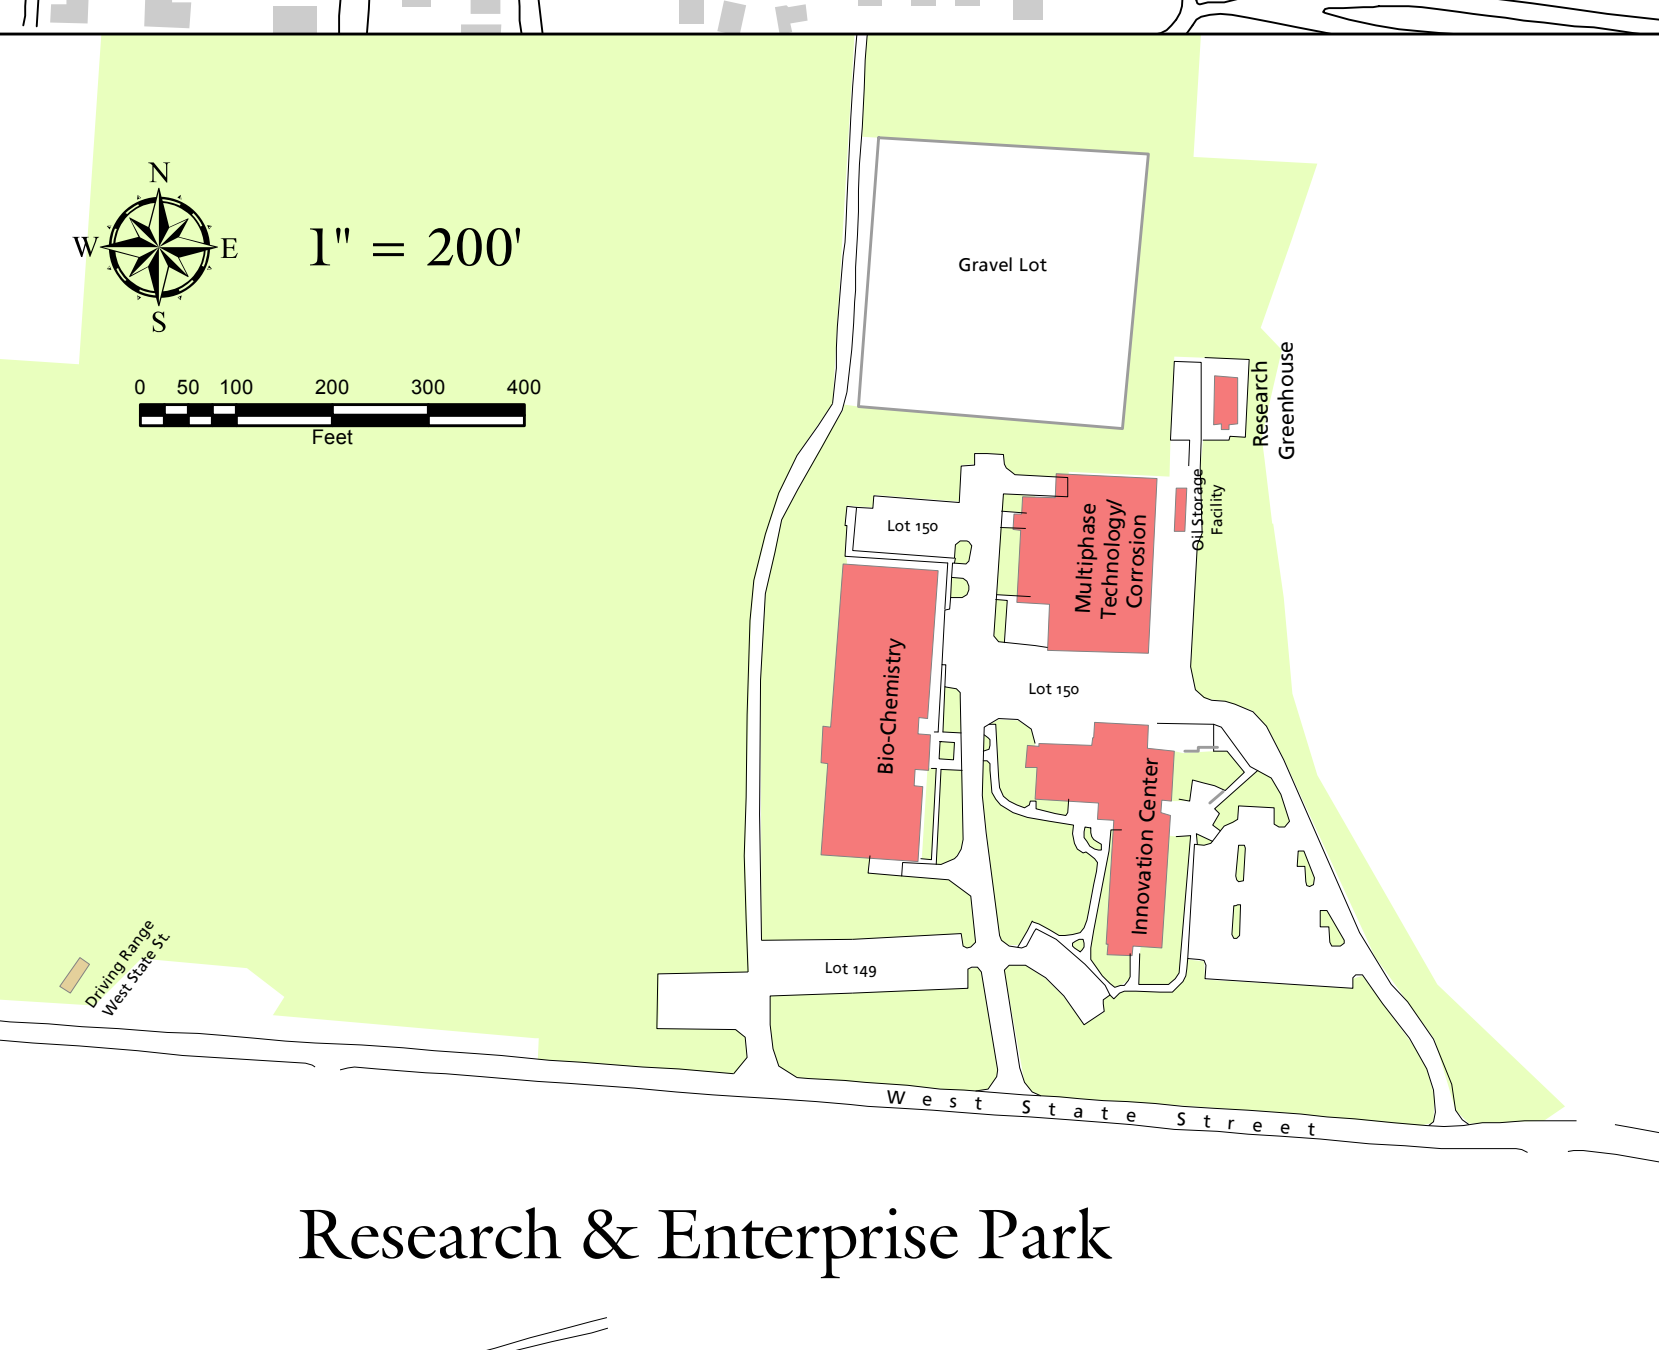 N
W
E
S
1" = 200'
0 50 100 200 300 400
Feet
Gravel Lot
Research
Greenhouse
Oil Storage
Facility
Multiphase
Technology/
Corrosion
Lot 150
Bio-Chemistry
Lot 150
Innovation Center
Driving Range
West State St.
Lot 149
West State Street
Research & Enterprise Park